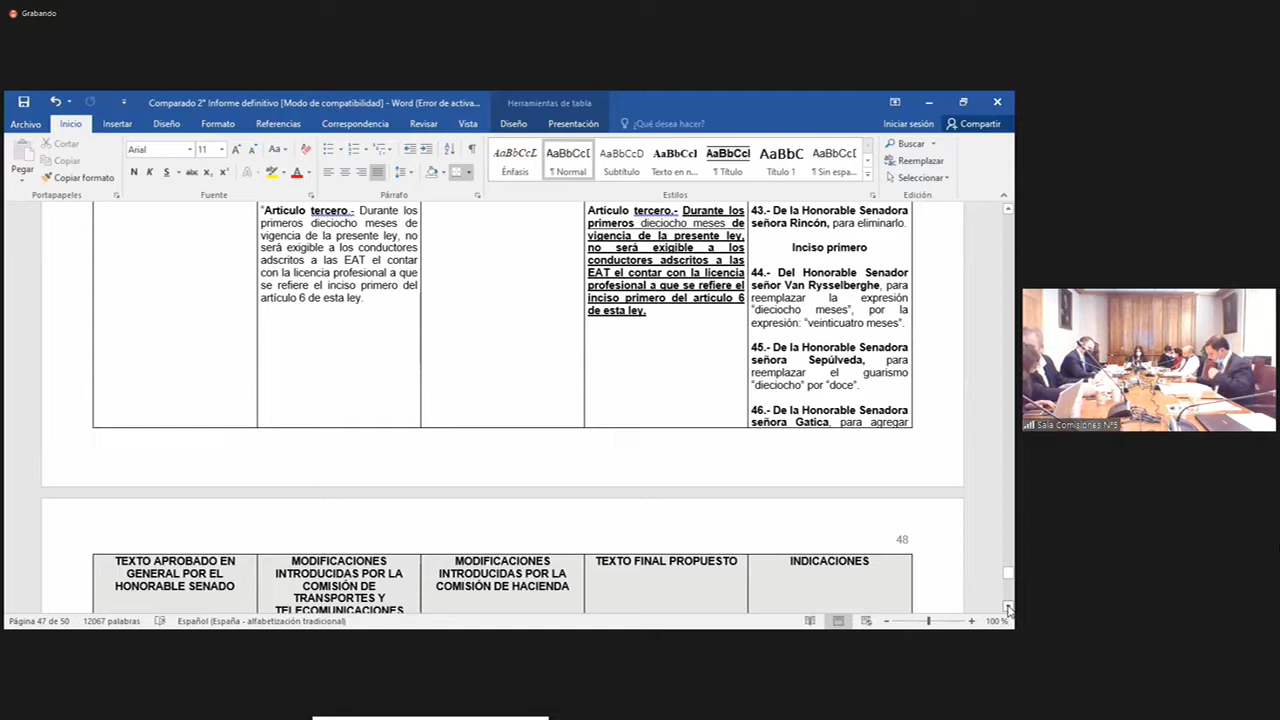 Grabando
Comparado 2° Informe definitivo [Modo de compatibilidad] - Word (Error de activa...
Herramientas de tabla
Archivo
Inicio
Insertar
Diseño
Formato
Referencias
Correspondencia
Revisar
Vista
Diseño
Presentación
¿Qué desea hacer?
Iniciar sesión
Compartir
Pegar
Cortar
Copiar
Copiar formato
Portapapeles
Arial
11
Fuente
Párrafo
AaBbCcL
Énfasis
AaBbCc[
¶ Normal
AaBbCcD
Subtítulo
AaBbCcI
Texto en n...
AaBbCcI
¶ Título
AaBbC
Título 1
AaBbCc[
¶ Sin espa...
Estilos
Buscar
Reemplazar
Seleccionar
Edición
"Artículo tercero.- Durante los
primeros dieciocho meses de
vigencia de la presente ley, no
será exigible a los conductores
adscritos a las EAT el contar
con la licencia profesional a que
se refiere el inciso primero del
artículo 6 de esta ley.
Artículo tercero.- Durante los
primeros dieciocho meses de
vigencia de la presente ley,
no será exigible a los
conductores adscritos a las
EAT el contar con la licencia
profesional a que se refiere el
inciso primero del artículo 6
de esta ley.
43.- De la Honorable Senadora
señora Rincón, para eliminarlo.
Inciso primero
44.- Del Honorable Senador
señor Van Rysselberghe, para
reemplazar la expresión
"dieciocho meses", por la
expresión: "veinticuatro meses".
45.- De la Honorable Senadora
señora Sepúlveda, para
reemplazar el guarismo
"dieciocho" por "doce".
46.- De la Honorable Senadora
señora Gatica, para agregar
48
TEXTO APROBADO EN
GENERAL POR EL
HONORABLE SENADO
MODIFICACIONES
INTRODUCIDAS POR LA
COMISIÓN DE
TRANSPORTES Y
TELECOMUNICACIONES
MODIFICACIONES
INTRODUCIDAS POR LA
COMISIÓN DE HACIENDA
TEXTO FINAL PROPUESTO
INDICACIONES
Página 47 de 50
12067 palabras
Español (España - alfabetización tradicional)
100 %
Sala Comisiones N°5